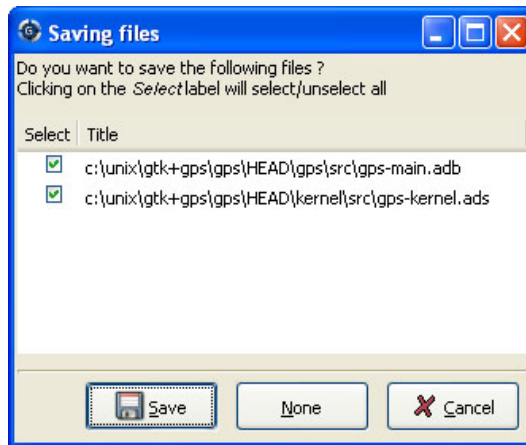 Saving files
Do you want to save the following files ?
Clicking on the Select label will select/unselect all
Select Title
c:\unix\gtk+gps\gps\HEAD\gps\src\gps-main.adb
c:\unix\gtk+gps\gps\HEAD\kernel\src\gps-kernel.ads
Save None Cancel